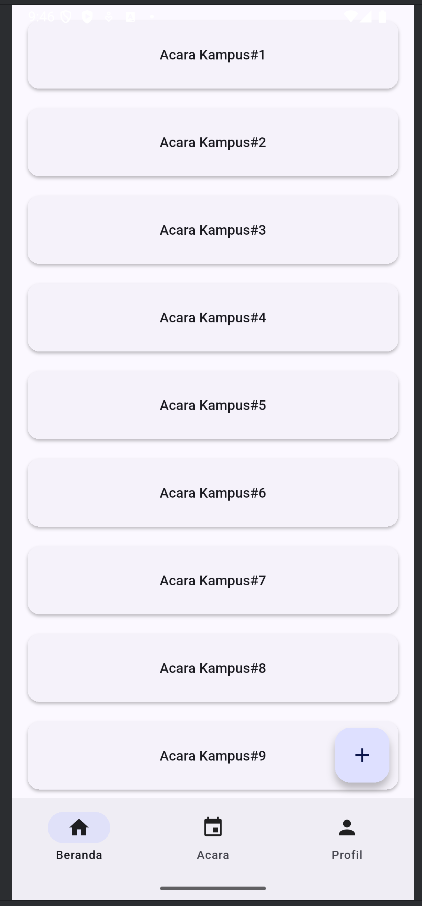 Acara Kampus#1
Acara Kampus#2
Acara Kampus#3
Acara Kampus#4
Acara Kampus#5
Acara Kampus#6
Acara Kampus#7
Acara Kampus#8
Acara Kampus#9
+
Beranda
Acara
Profil